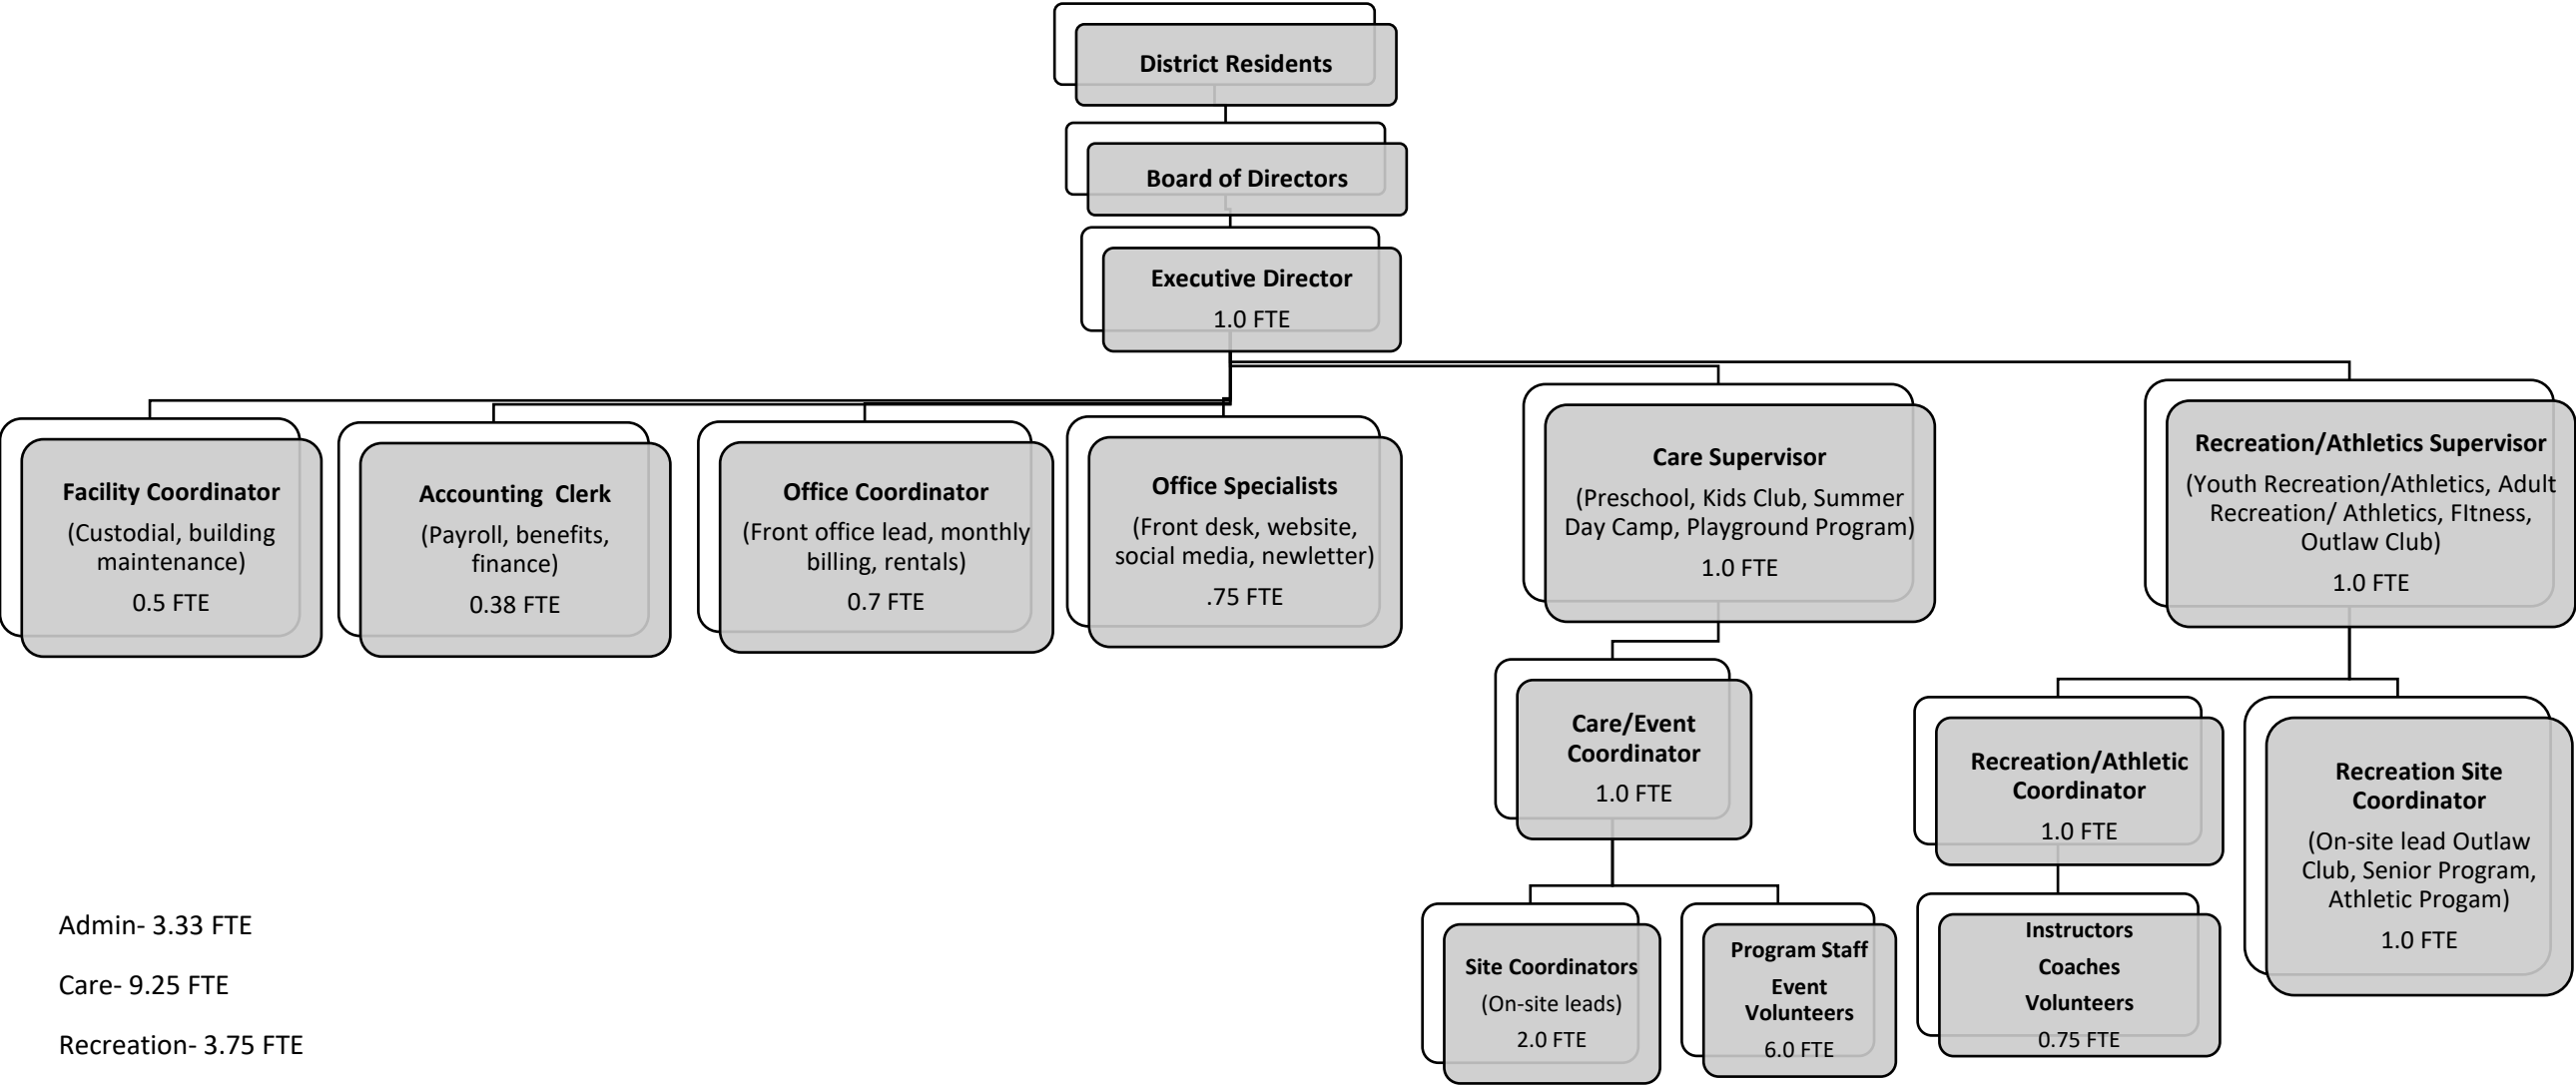 District Residents
Board of Directors
Executive Director
1.0 FTE
Facility Coordinator
(Custodial, building
maintenance)
0.5 FTE
Accounting  Clerk
(Payroll, benefits,
finance)
0.38 FTE
Office Coordinator
(Front office lead, monthly
billing, rentals)
0.7 FTE
Office Specialists
(Front desk, website,
social media, newletter)
.75 FTE
Care Supervisor
(Preschool, Kids Club, Summer
Day Camp, Playground Program)
1.0 FTE
Recreation/Athletics Supervisor
(Youth Recreation/Athletics, Adult
Recreation/ Athletics, FItness,
Outlaw Club)
1.0 FTE
Care/Event
Coordinator
1.0 FTE
Recreation/Athletic
Coordinator
1.0 FTE
Recreation Site
Coordinator
(On-site lead Outlaw
Club, Senior Program,
Athletic Progam)
1.0 FTE
Site Coordinators
(On-site leads)
2.0 FTE
Program Staff
Event
Volunteers
6.0 FTE
Instructors
Coaches
Volunteers
0.75 FTE
Admin- 3.33 FTE
Care- 9.25 FTE
Recreation- 3.75 FTE